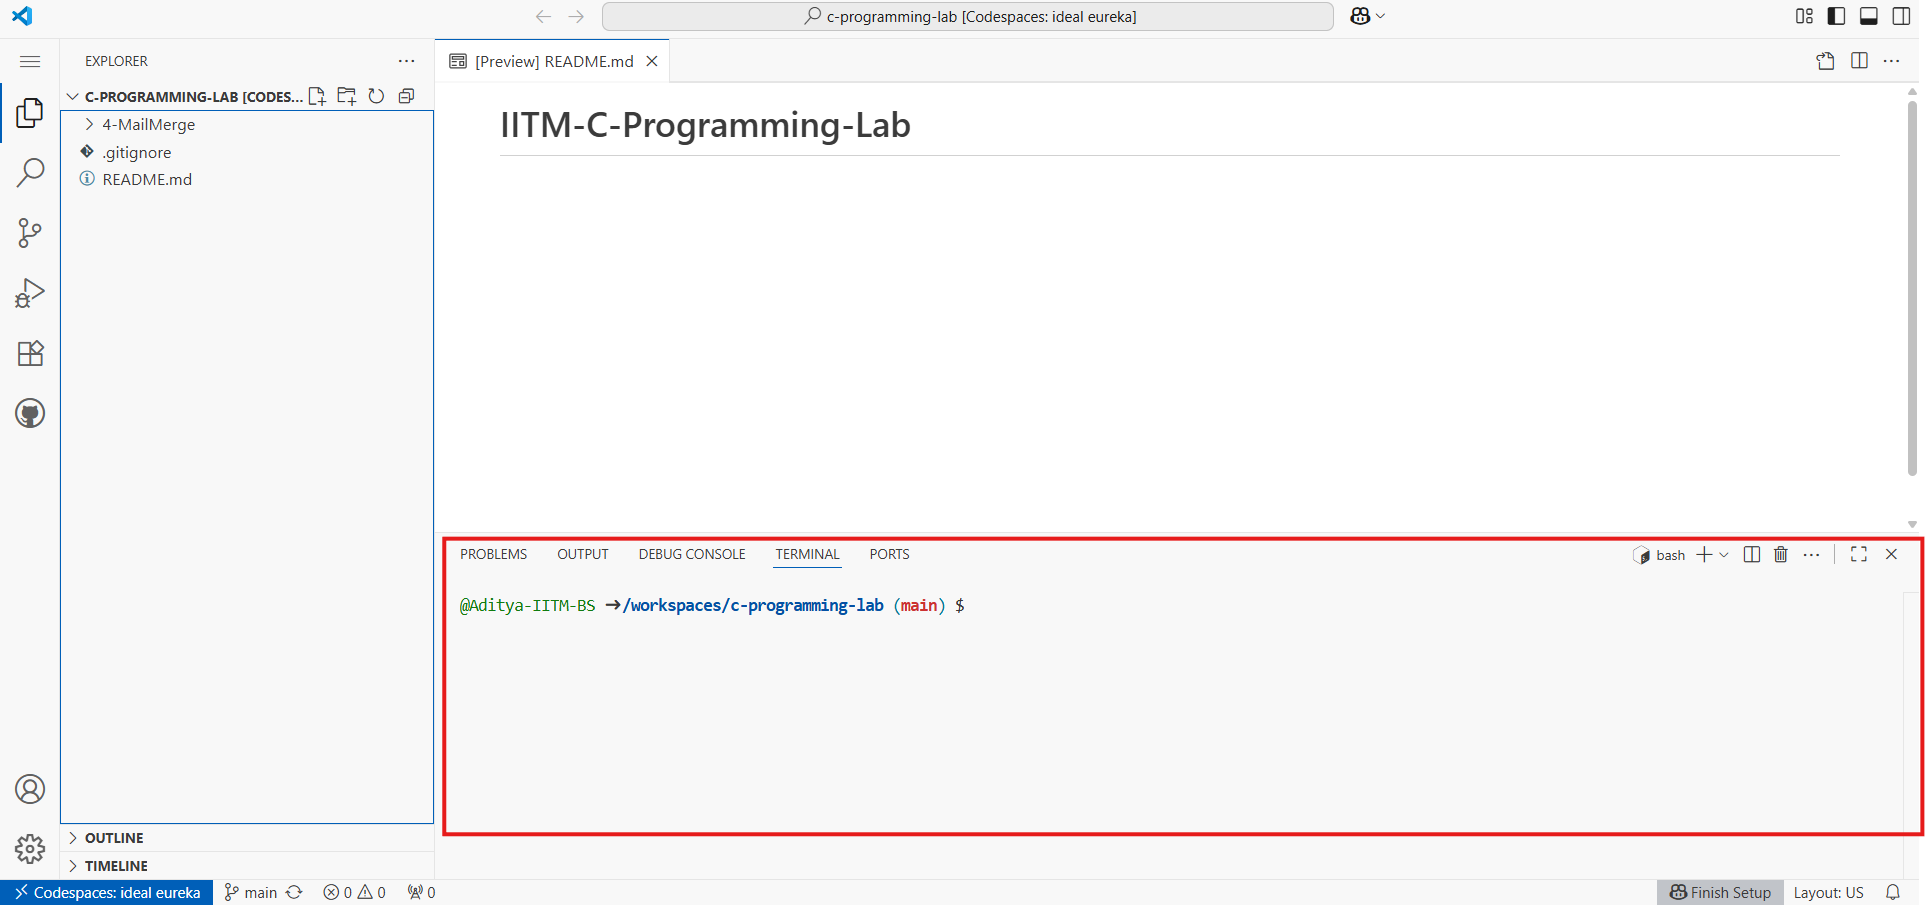 c-programming-lab [Codespaces: ideal eureka]
EXPLORER
C-PROGRAMMING-LAB [CODES...
4-MailMerge
.gitignore
README.md
OUTLINE
TIMELINE
[Preview] README.md
IITM-C-Programming-Lab
PROBLEMS OUTPUT DEBUG CONSOLE TERMINAL PORTS
bash
@Aditya-IITM-BS ➜/workspaces/c-programming-lab (main) $
Codespaces: ideal eureka main 0 0 0 Finish Setup Layout: US